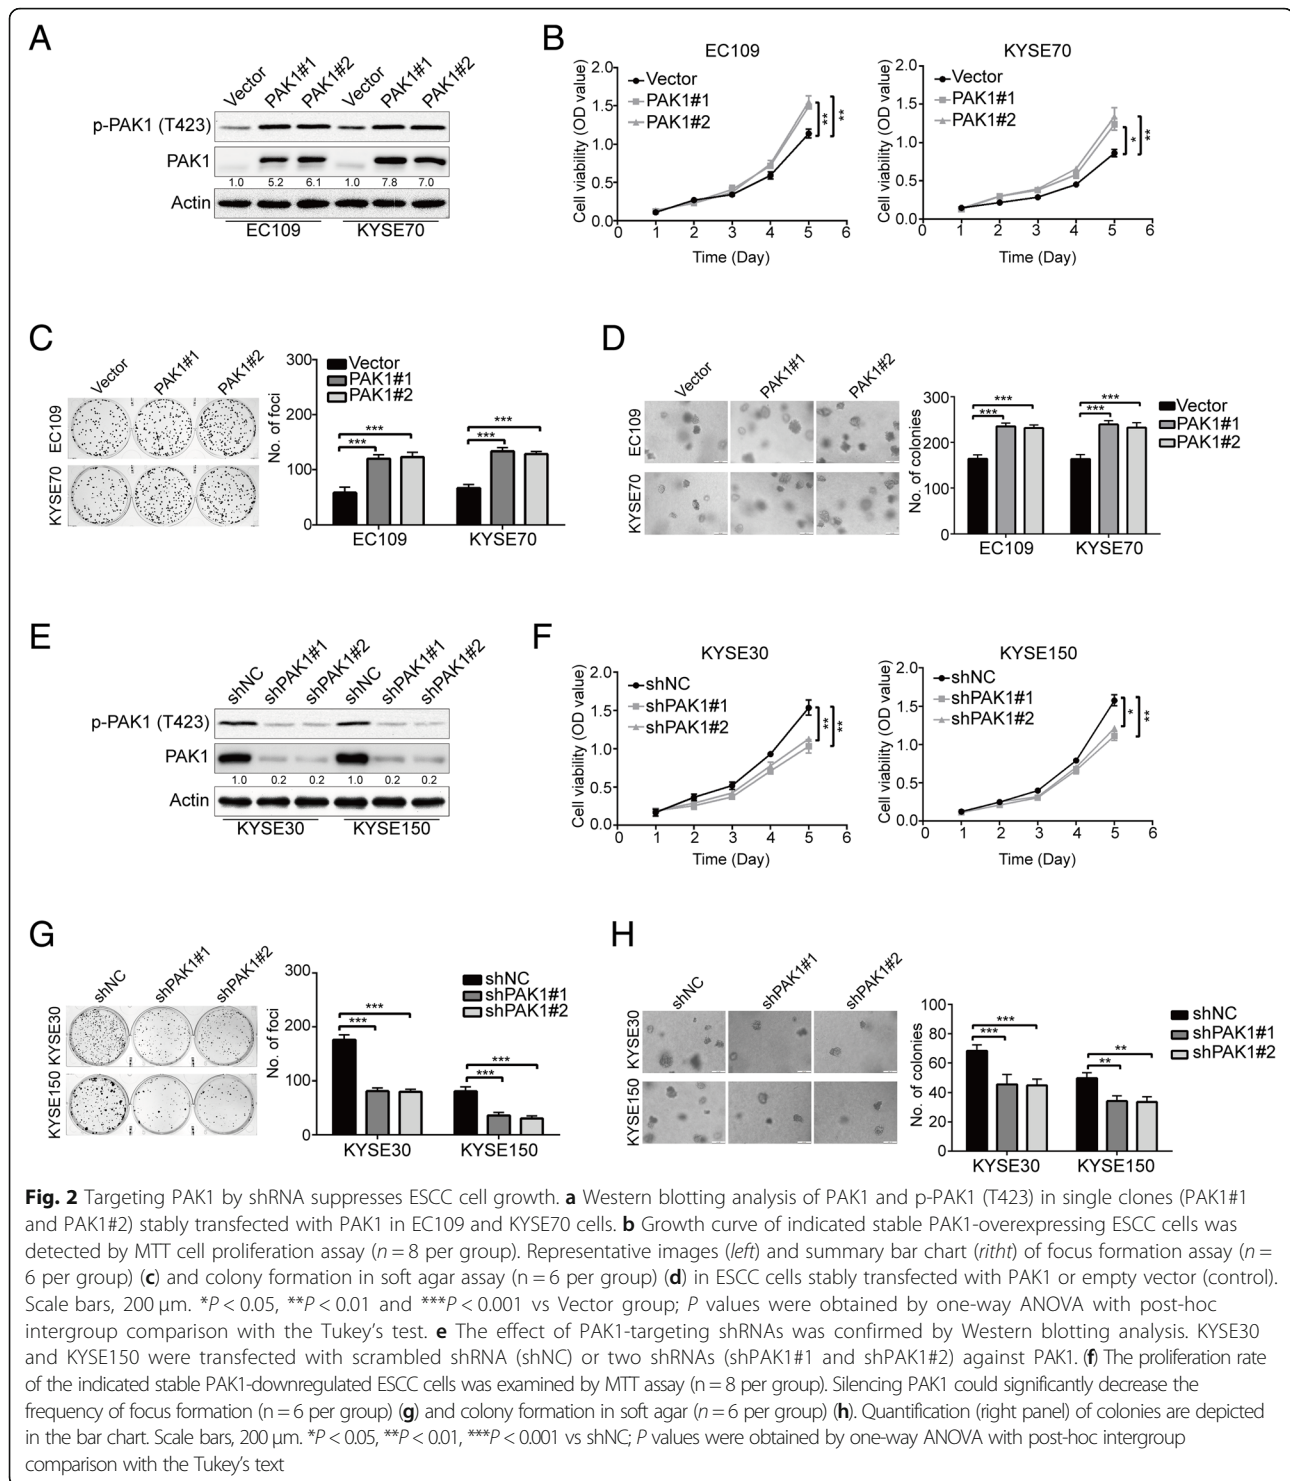 A
Vector
PAK1#1
PAK1#2
Vector
PAK1#1
PAK1#2
p-PAK1 (T423)
PAK1
1.0 5.2 6.1 1.0 7.8 7.0
Actin
EC109 KYSE70
B
EC109
Cell viability (OD value)
2.0
1.5
1.0
0.5
0.0
Vector
PAK1#1
PAK1#2
**
**
0 1 2 3 4 5 6
Time (Day)
KYSE70
Cell viability (OD value)
2.0
1.5
1.0
0.5
0.0
Vector
PAK1#1
PAK1#2
*
**
0 1 2 3 4 5 6
Time (Day)
C
Vector
PAK1#1
PAK1#2
EC109
KYSE70
No. of foci
300
200
100
0
Vector
PAK1#1
PAK1#2
***
***
***
***
EC109 KYSE70
D
Vector
PAK1#1
PAK1#2
EC109
KYSE70
No. of colonies
300
200
100
0
***
***
***
***
Vector
PAK1#1
PAK1#2
EC109 KYSE70
E
shNC
shPAK1#1
shPAK1#2
shNC
shPAK1#1
shPAK1#2
p-PAK1 (T423)
PAK1
1.0 0.2 0.2 1.0 0.2 0.2
Actin
KYSE30 KYSE150
F
KYSE30
Cell viability (OD value)
2.0
1.5
1.0
0.5
0.0
shNC
shPAK1#1
shPAK1#2
**
**
0 1 2 3 4 5 6
Time (Day)
KYSE150
Cell viability (OD value)
2.0
1.5
1.0
0.5
0.0
shNC
shPAK1#1
shPAK1#2
*
**
0 1 2 3 4 5 6
Time (Day)
G
shNC
shPAK1#1
shPAK1#2
KYSE30
KYSE150
No. of foci
300
200
100
0
shNC
shPAK1#1
shPAK1#2
***
***
***
***
KYSE30 KYSE150
H
shNC
shPAK1#1
shPAK1#2
KYSE30
KYSE150
No. of colonies
100
80
60
40
20
0
***
***
**
**
shNC
shPAK1#1
shPAK1#2
KYSE30 KYSE150
Fig. 2 Targeting PAK1 by shRNA suppresses ESCC cell growth. a Western blotting analysis of PAK1 and p-PAK1 (T423) in single clones (PAK1#1
and PAK1#2) stably transfected with PAK1 in EC109 and KYSE70 cells. b Growth curve of indicated stable PAK1-overexpressing ESCC cells was
detected by MTT cell proliferation assay (n = 8 per group). Representative images (left) and summary bar chart (ritht) of focus formation assay (n =
6 per group) (c) and colony formation in soft agar assay (n = 6 per group) (d) in ESCC cells stably transfected with PAK1 or empty vector (control).
Scale bars, 200 μm. *P < 0.05, **P < 0.01 and ***P < 0.001 vs Vector group; P values were obtained by one-way ANOVA with post-hoc
intergroup comparison with the Tukey's test. e The effect of PAK1-targeting shRNAs was confirmed by Western blotting analysis. KYSE30
and KYSE150 were transfected with scrambled shRNA (shNC) or two shRNAs (shPAK1#1 and shPAK1#2) against PAK1. (f) The proliferation rate
of the indicated stable PAK1-downregulated ESCC cells was examined by MTT assay (n = 8 per group). Silencing PAK1 could significantly decrease the
frequency of focus formation (n = 6 per group) (g) and colony formation in soft agar (n = 6 per group) (h). Quantification (right panel) of colonies are depicted
in the bar chart. Scale bars, 200 μm. *P < 0.05, **P < 0.01, ***P < 0.001 vs shNC; P values were obtained by one-way ANOVA with post-hoc intergroup
comparison with the Tukey's text